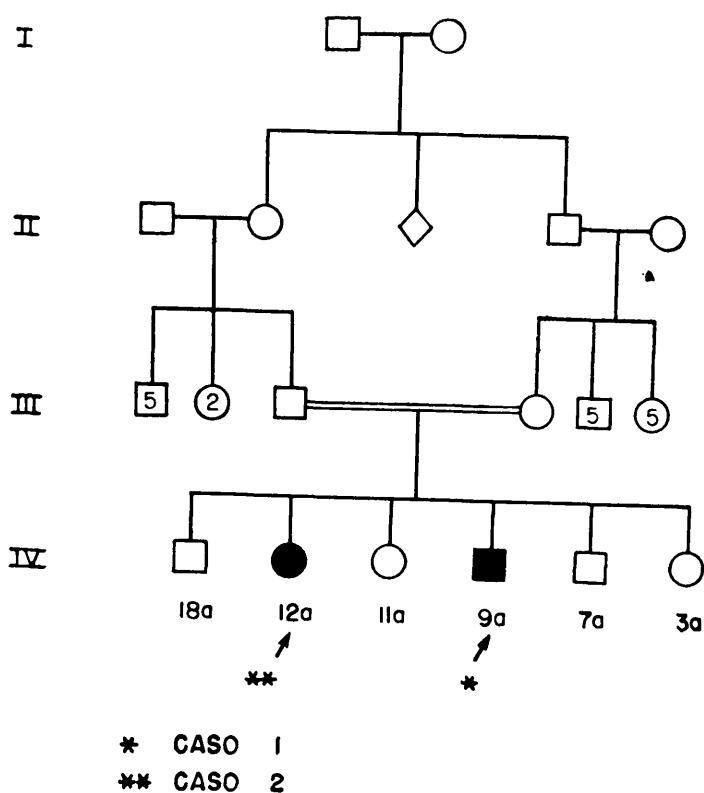 I
II
III
5 2 5 5
IV
18a 12a 11a 9a 7a 3a
** *
* CASO 1
** CASO 2